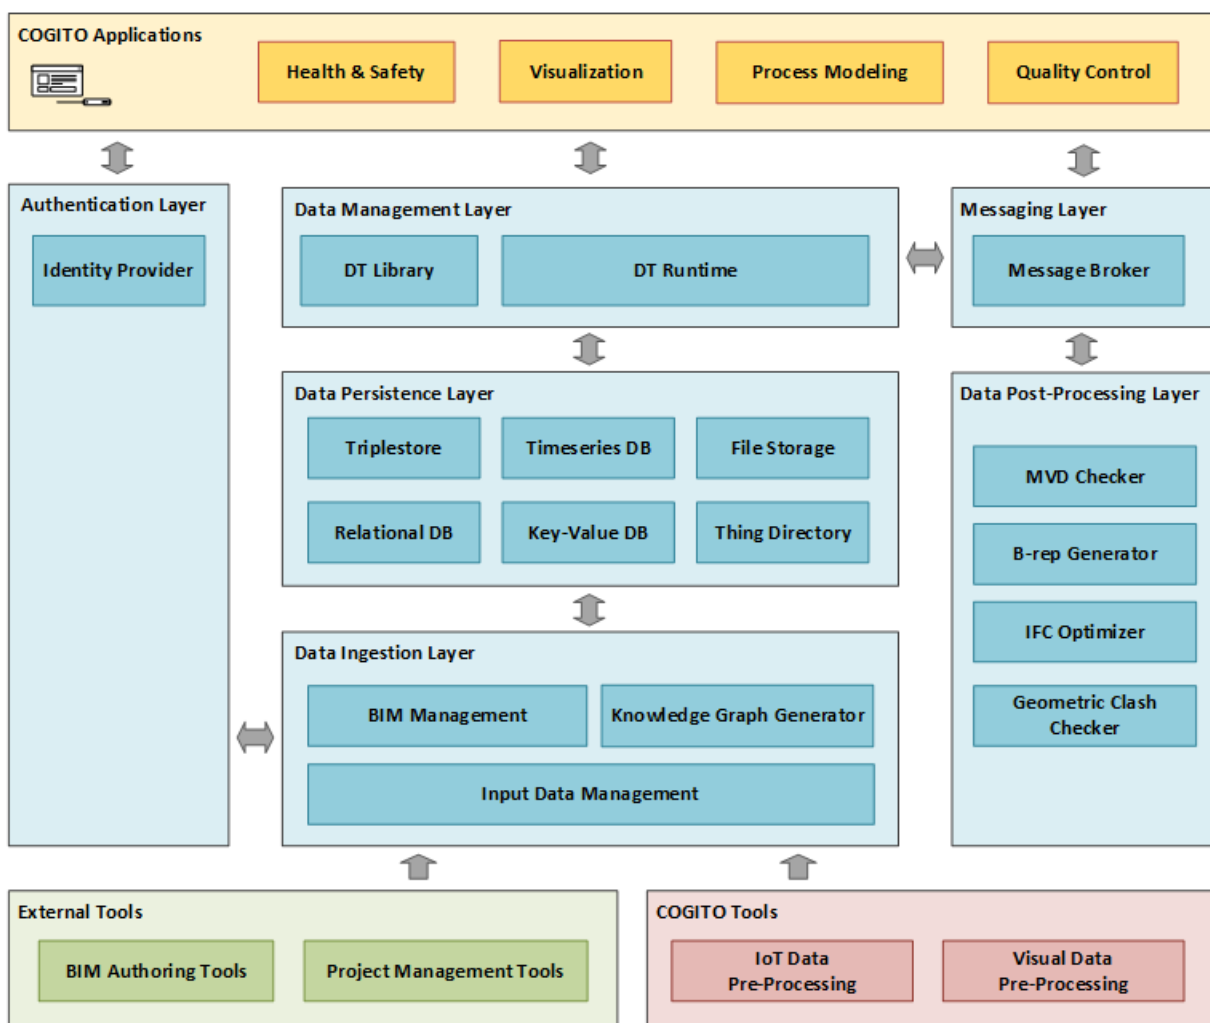 COGITO Applications
Health & Safety
Visualization
Process Modeling
Quality Control
Authentication Layer
Identity Provider
Data Management Layer
DT Library
DT Runtime
Messaging Layer
Message Broker
Data Persistence Layer
Triplestore
Timeseries DB
File Storage
Relational DB
Key-Value DB
Thing Directory
Data Post-Processing Layer
MVD Checker
B-rep Generator
IFC Optimizer
Geometric Clash
Checker
Data Ingestion Layer
BIM Management
Knowledge Graph Generator
Input Data Management
External Tools
BIM Authoring Tools
Project Management Tools
COGITO Tools
IoT Data
Pre-Processing
Visual Data
Pre-Processing